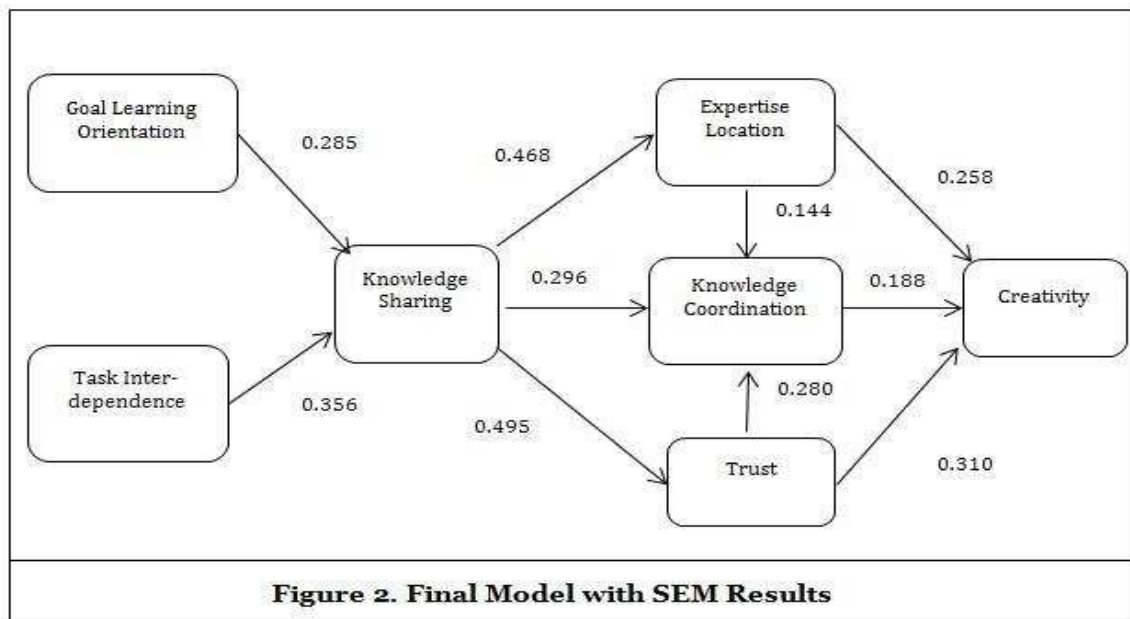 Goal Learning
Orientation
0.285
Task Inter-
dependence
0.356
Knowledge
Sharing
0.468
0.296
0.495
Expertise
Location
0.144
Knowledge
Coordination
0.280
Trust
0.258
0.188
0.310
Creativity
Figure 2. Final Model with SEM Results